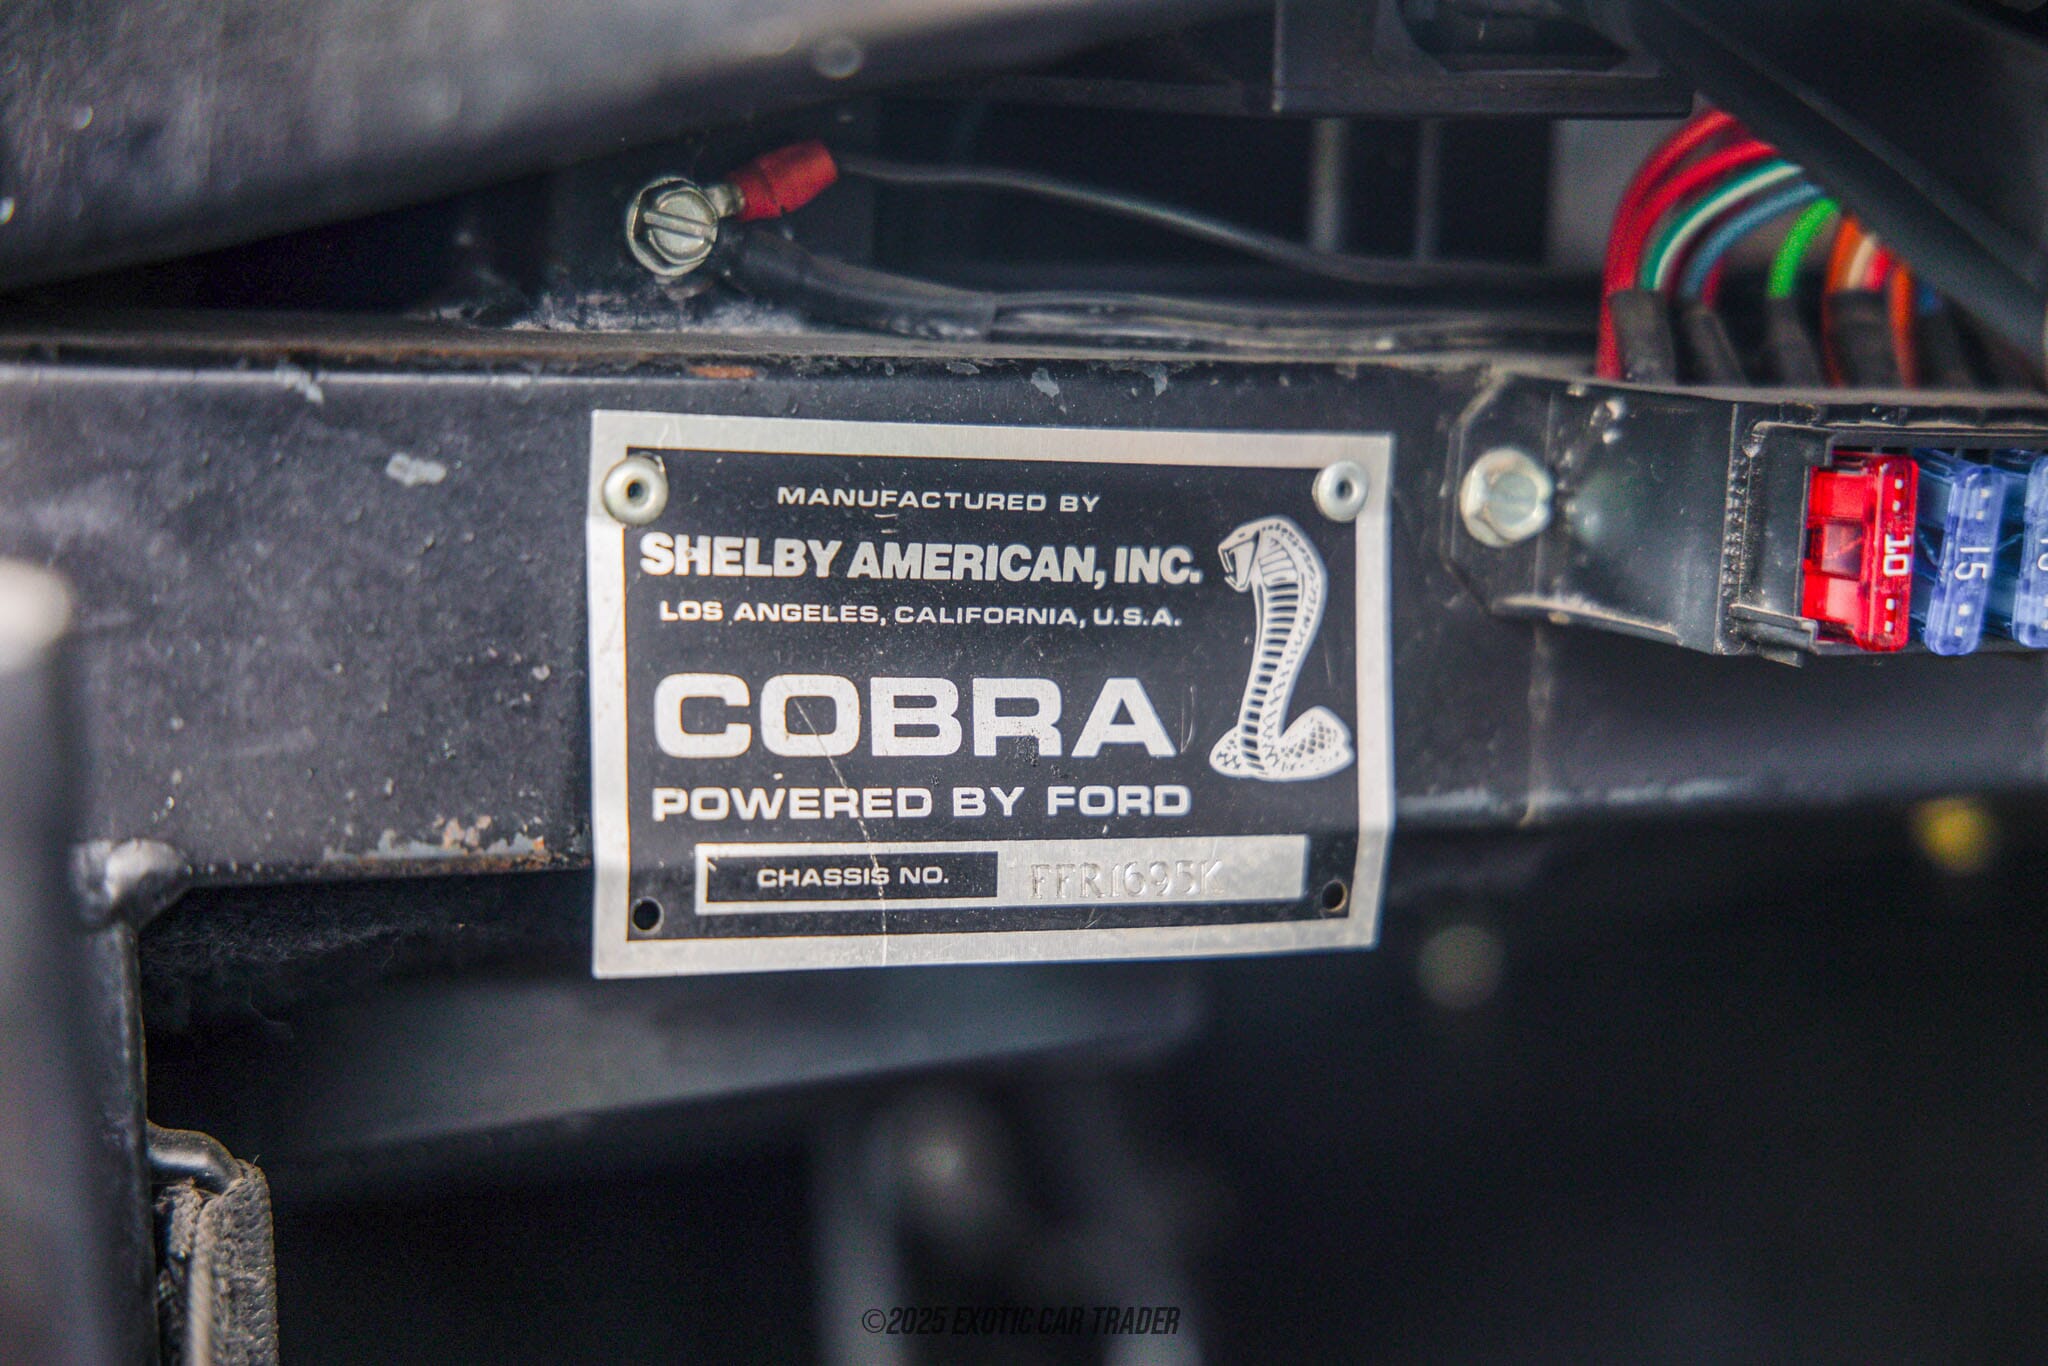 MANUFACTURED BY
SHELBY AMERICAN, INC.
LOS ANGELES, CALIFORNIA, U.S.A.
COBRA
POWERED BY FORD
CHASSIS NO. FFR1695K
10
15
©2025 EXOTIC CAR TRADER